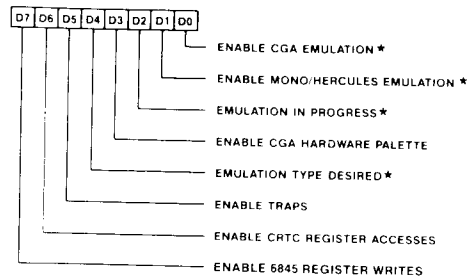 D7 D6 D5 D4 D3 D2 D1 D0
ENABLE CGA EMULATION★
ENABLE MONO/HERCULES EMULATION★
EMULATION IN PROGRESS★
ENABLE CGA HARDWARE PALETTE
EMULATION TYPE DESIRED★
ENABLE TRAPS
ENABLE CRTC REGISTER ACCESSES
ENABLE 6845 REGISTER WRITES